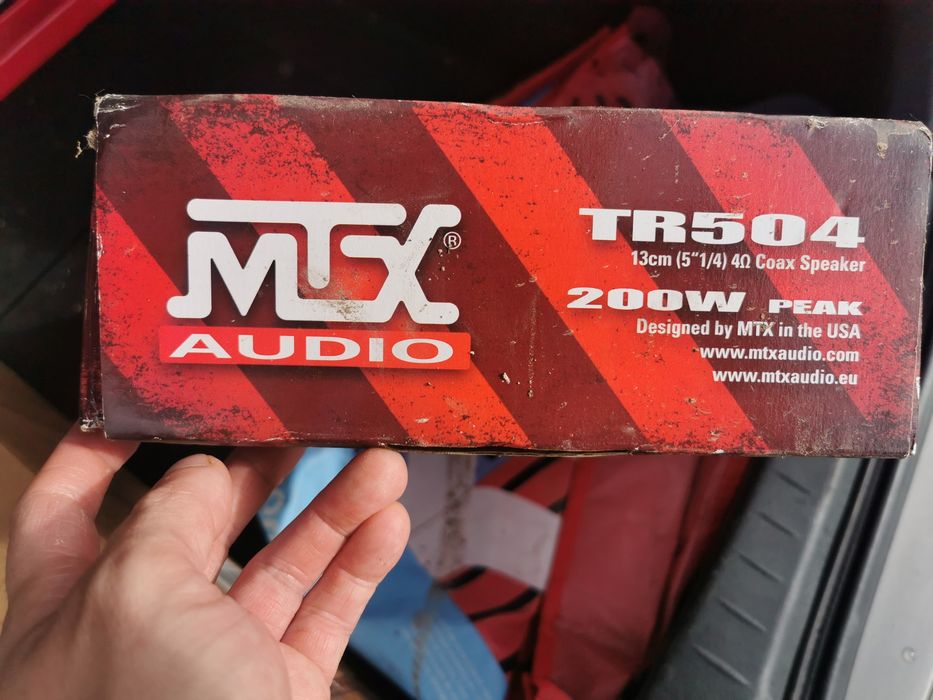 MTX®
AUDIO
TR504
13cm (5"1/4) 4Ω Coax Speaker
200W PEAK
Designed by MTX in the USA
www.mtxaudio.com
www.mtxaudio.eu